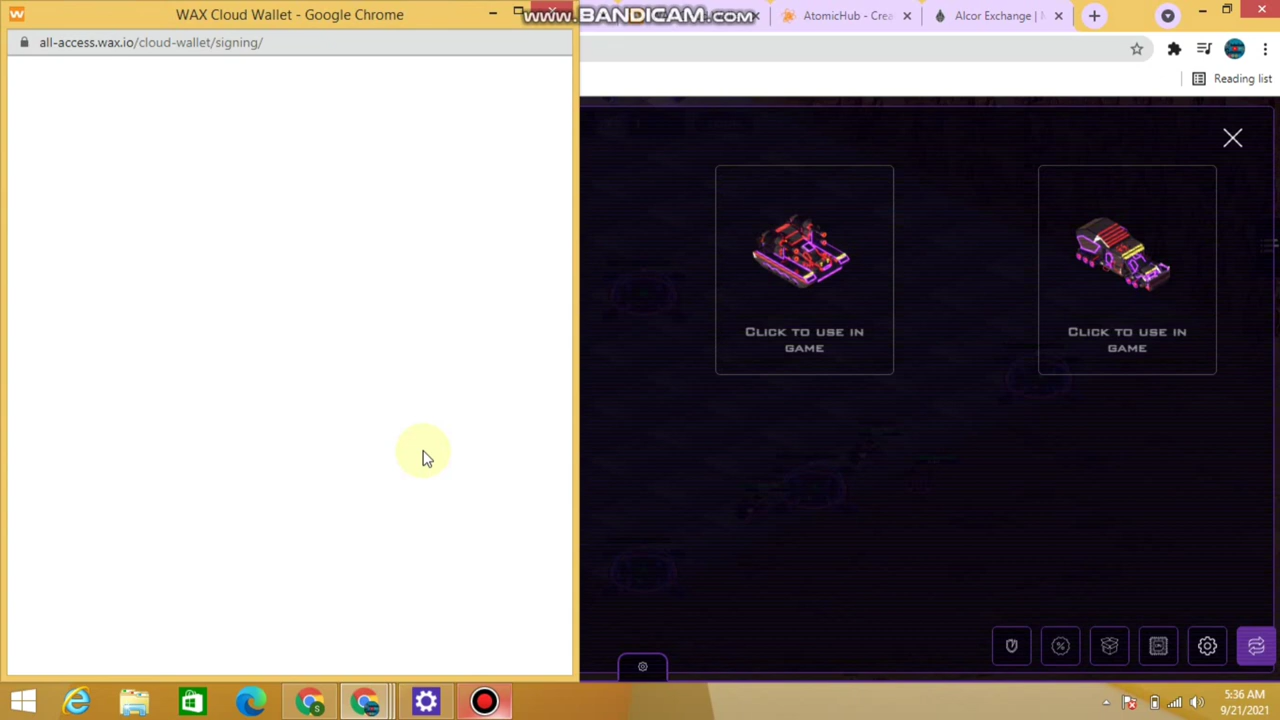 WAX Cloud Wallet - Google Chrome
www.BANDICAM.com
AtomicHub - Crea
Alcor Exchange | M
all-access.wax.io/cloud-wallet/signing/
Reading list
CLICK TO USE IN
GAME
CLICK TO USE IN
GAME
5:36 AM
9/21/2021